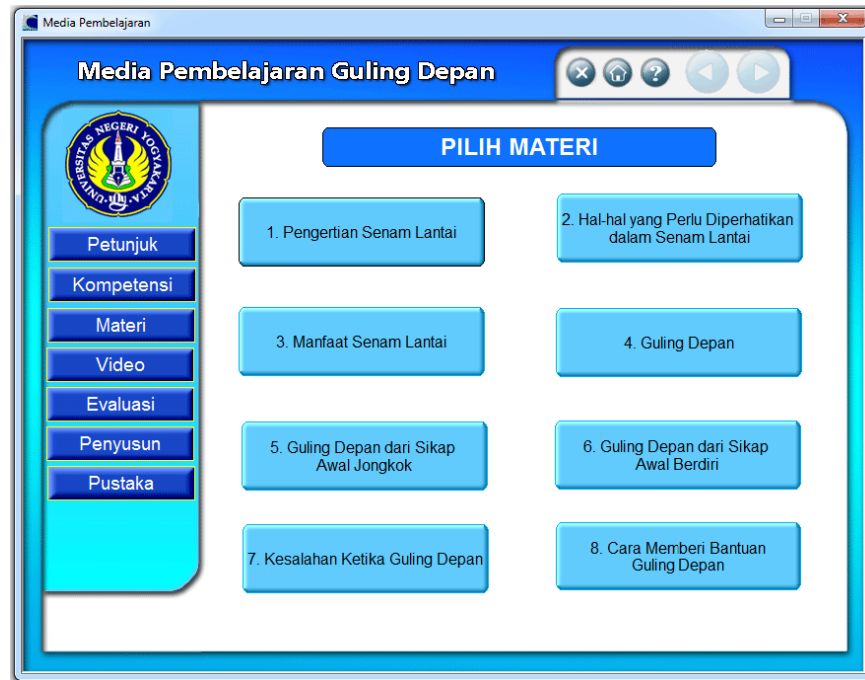 Media Pembelajaran
Media Pembelajaran Guling Depan
UNIVERSITAS NEGERI YOGYAKARTA
Petunjuk
Kompetensi
Materi
Video
Evaluasi
Penyusun
Pustaka
PILIH MATERI
1. Pengertian Senam Lantai
2. Hal-hal yang Perlu Diperhatikan
dalam Senam Lantai
3. Manfaat Senam Lantai
4. Guling Depan
5. Guling Depan dari Sikap
Awal Jongkok
6. Guling Depan dari Sikap
Awal Berdiri
7. Kesalahan Ketika Guling Depan
8. Cara Memberi Bantuan
Guling Depan